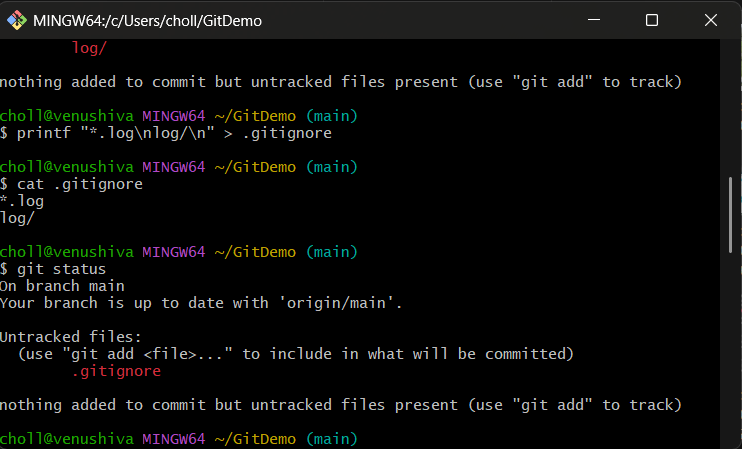 MINGW64:/c/Users/choll/GitDemo
log/
nothing added to commit but untracked files present (use "git add" to track)
choll@venushiva MINGW64 ~/GitDemo (main)
$ printf "*.log\nlog/\n" > .gitignore
choll@venushiva MINGW64 ~/GitDemo (main)
$ cat .gitignore
*.log
log/
choll@venushiva MINGW64 ~/GitDemo (main)
$ git status
On branch main
Your branch is up to date with 'origin/main'.
Untracked files:
(use "git add <file>..." to include in what will be committed)
.gitignore
nothing added to commit but untracked files present (use "git add" to track)
choll@venushiva MINGW64 ~/GitDemo (main)